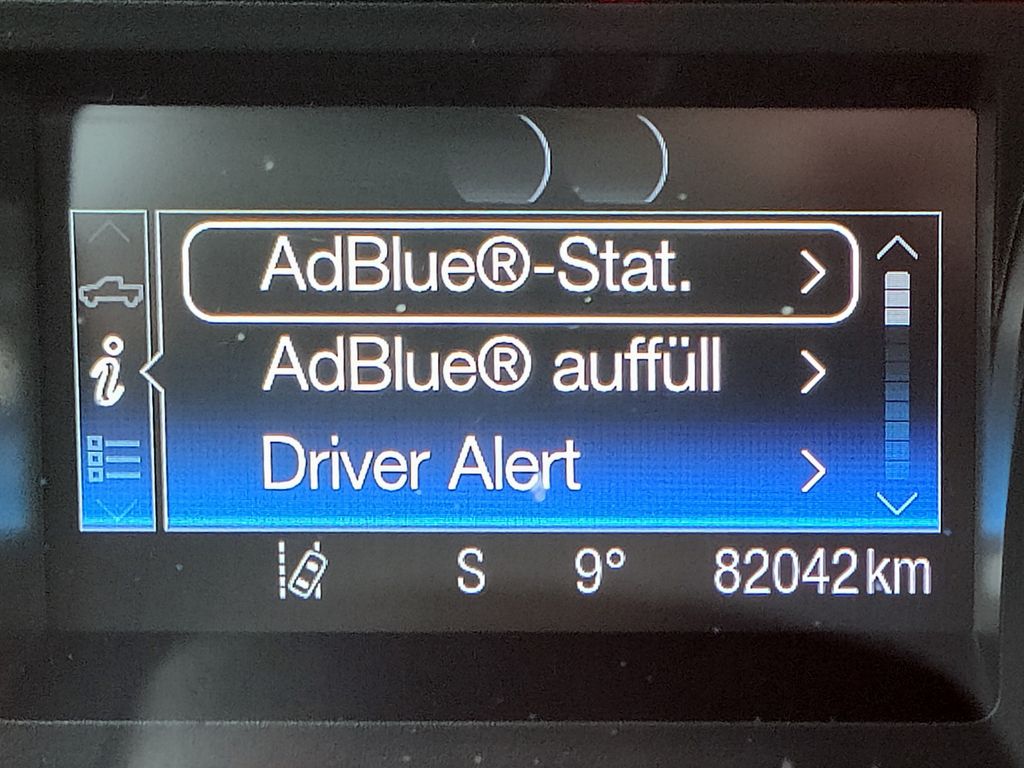 AdBlue®-Stat.
AdBlue® auffüll
Driver Alert
S 9° 82042 km